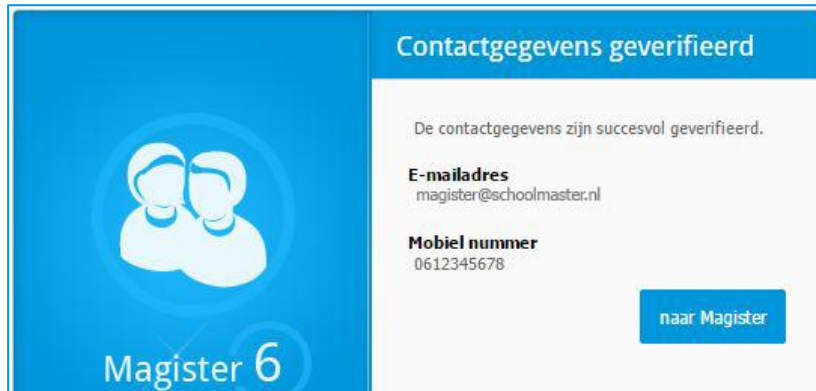 Contactgegevens geverifieerd
De contactgegevens zijn succesvol geverifieerd.
E-mailadres
magister@schoolmaster.nl
Mobiel nummer
0612345678
naar Magister
Magister 6